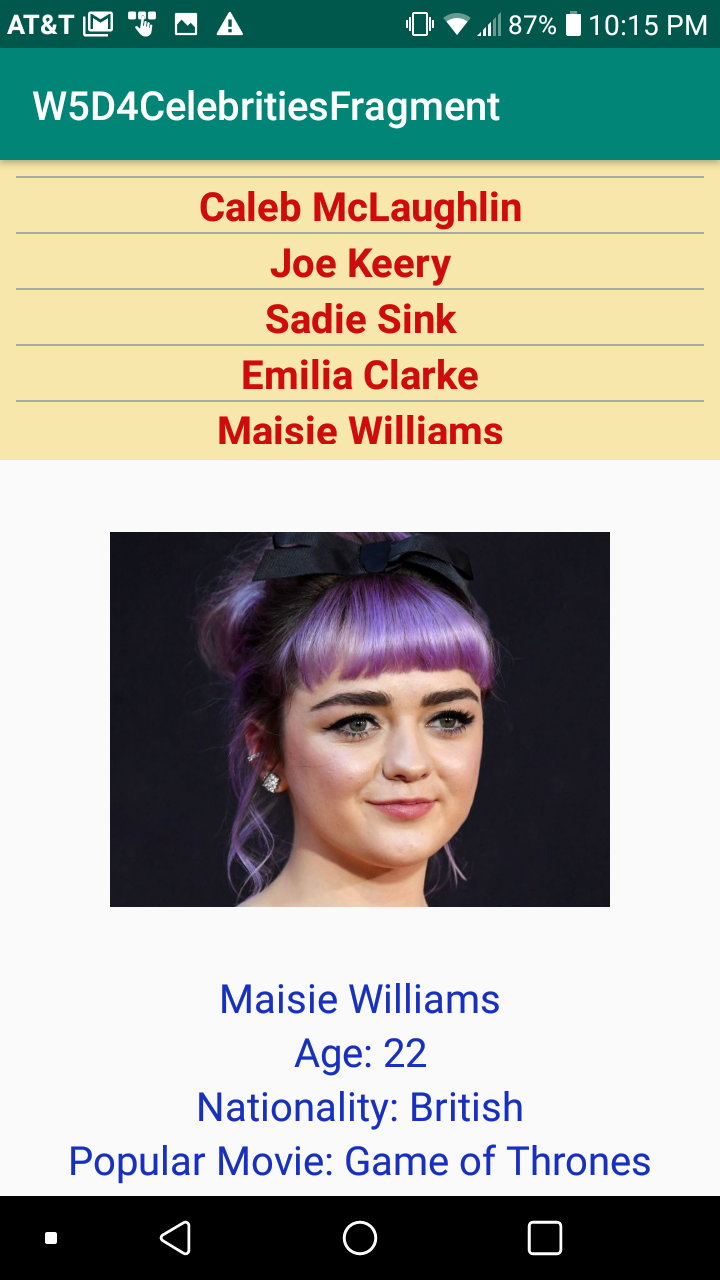 AT&T 87% 10:15 PM
W5D4CelebritiesFragment
Caleb McLaughlin
Joe Keery
Sadie Sink
Emilia Clarke
Maisie Williams
Maisie Williams
Age: 22
Nationality: British
Popular Movie: Game of Thrones